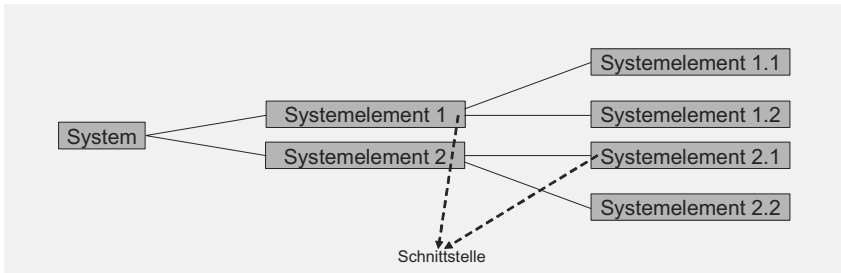 System
Systemelement 1
Systemelement 2
Systemelement 1.1
Systemelement 1.2
Systemelement 2.1
Systemelement 2.2
Schnittstelle